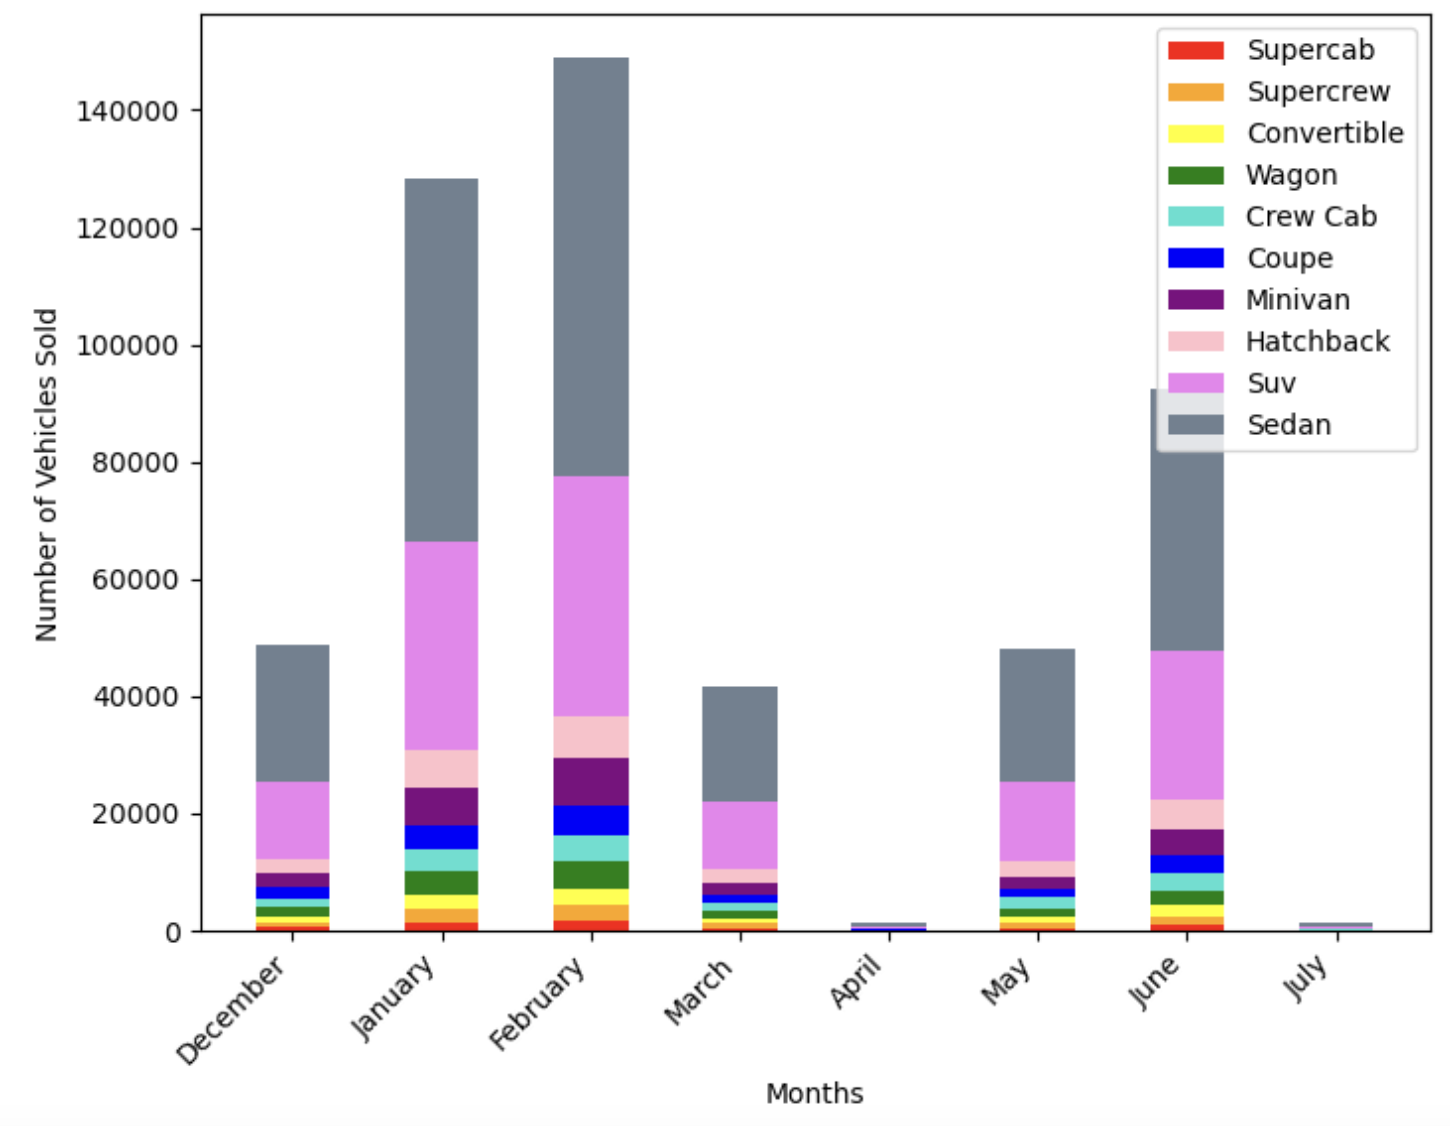 140000
120000
100000
80000
60000
40000
20000
0
Number of Vehicles Sold
Supercab
Supercrew
Convertible
Wagon
Crew Cab
Coupe
Minivan
Hatchback
Suv
Sedan
December
January
February
March
April
May
June
July
Months